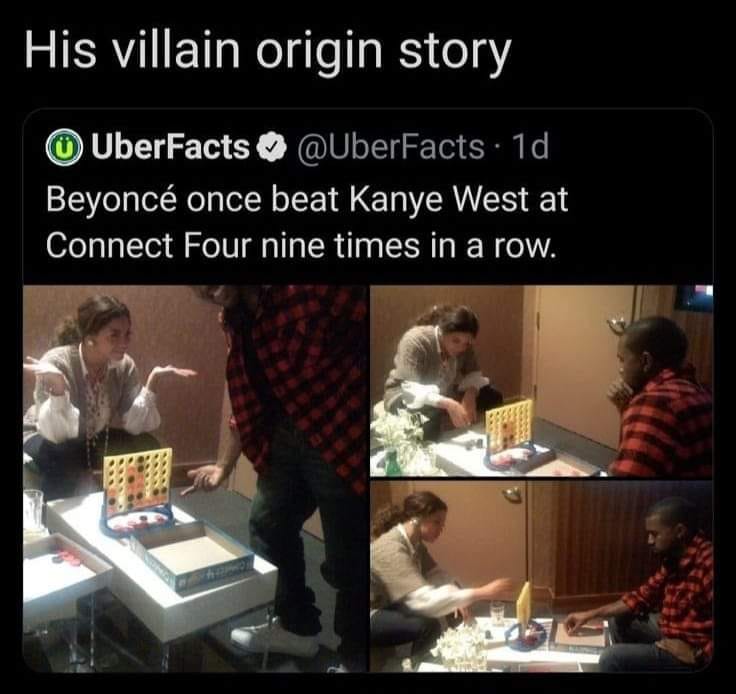 His villain origin story
UberFacts @UberFacts · 1d
Beyoncé once beat Kanye West at
Connect Four nine times in a row.